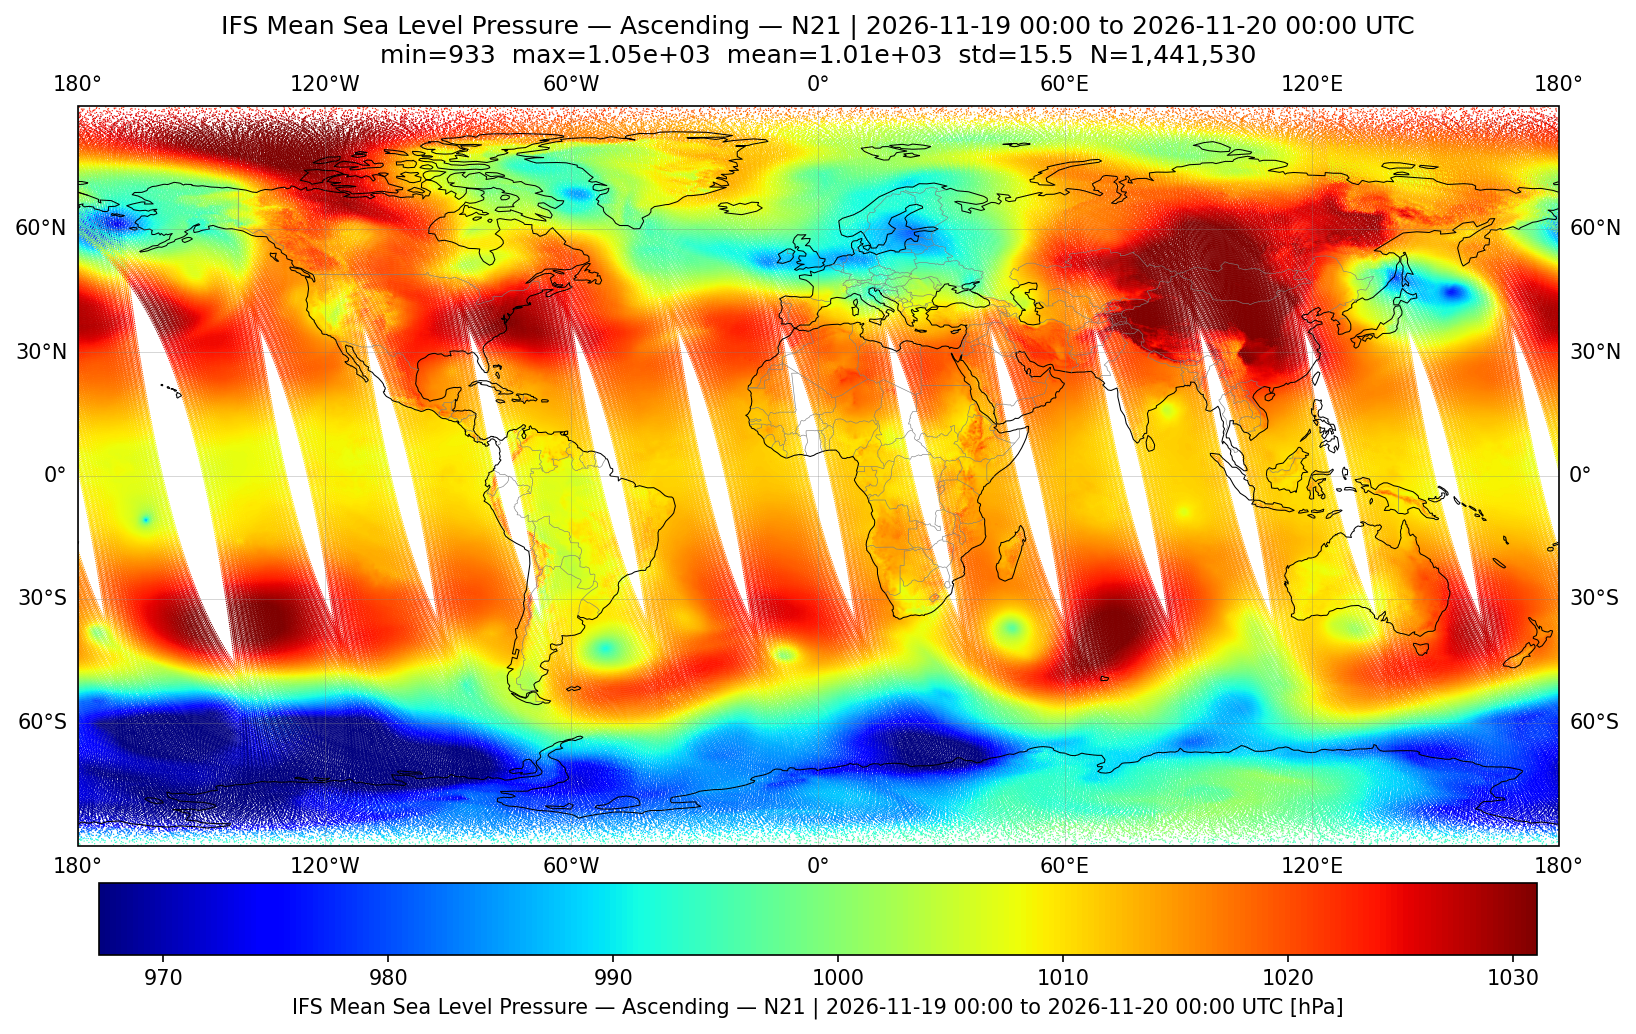 IFS Mean Sea Level Pressure — Ascending — N21 | 2026-11-19 00:00 to 2026-11-20 00:00 UTC
min=933  max=1.05e+03  mean=1.01e+03  std=15.5  N=1,441,530
180° 120°W 60°W 0° 60°E 120°E 180°
60°N 60°N
30°N 30°N
0° 0°
30°S 30°S
60°S 60°S
180° 120°W 60°W 0° 60°E 120°E 180°
970 980 990 1000 1010 1020 1030
IFS Mean Sea Level Pressure — Ascending — N21 | 2026-11-19 00:00 to 2026-11-20 00:00 UTC [hPa]